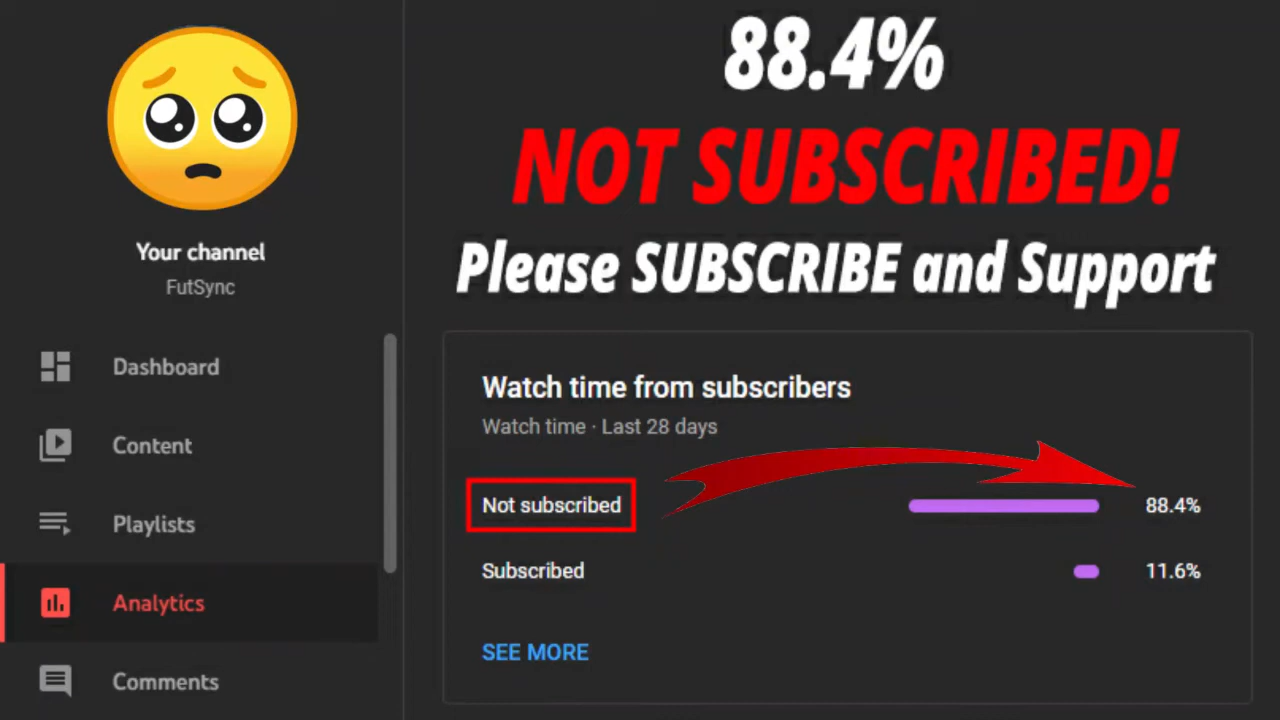 88.4%
NOT SUBSCRIBED!
Please SUBSCRIBE and Support
Your channel
FutSync
Dashboard
Content
Playlists
Analytics
Comments
Watch time from subscribers
Watch time · Last 28 days
Not subscribed 88.4%
Subscribed 11.6%
SEE MORE